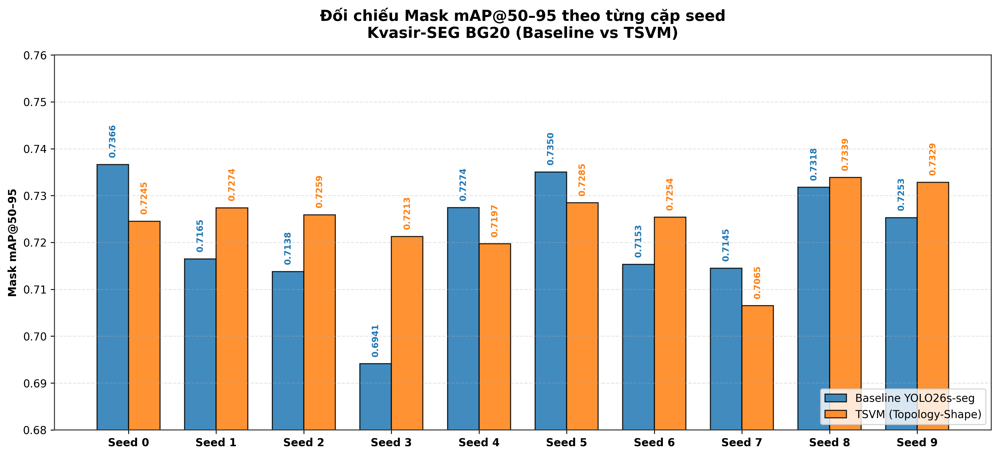 Đối chiếu Mask mAP@50–95 theo từng cặp seed
Kvasir-SEG BG20 (Baseline vs TSVM)
Mask mAP@50–95
0.76
0.75
0.74
0.73
0.72
0.71
0.70
0.69
0.68
0.7366
0.7245
0.7165
0.7274
0.7138
0.7259
0.6941
0.7213
0.7274
0.7197
0.7350
0.7285
0.7153
0.7254
0.7145
0.7065
0.7318
0.7339
0.7253
0.7329
Seed 0
Seed 1
Seed 2
Seed 3
Seed 4
Seed 5
Seed 6
Seed 7
Seed 8
Seed 9
Baseline YOLO26s-seg
TSVM (Topology-Shape)